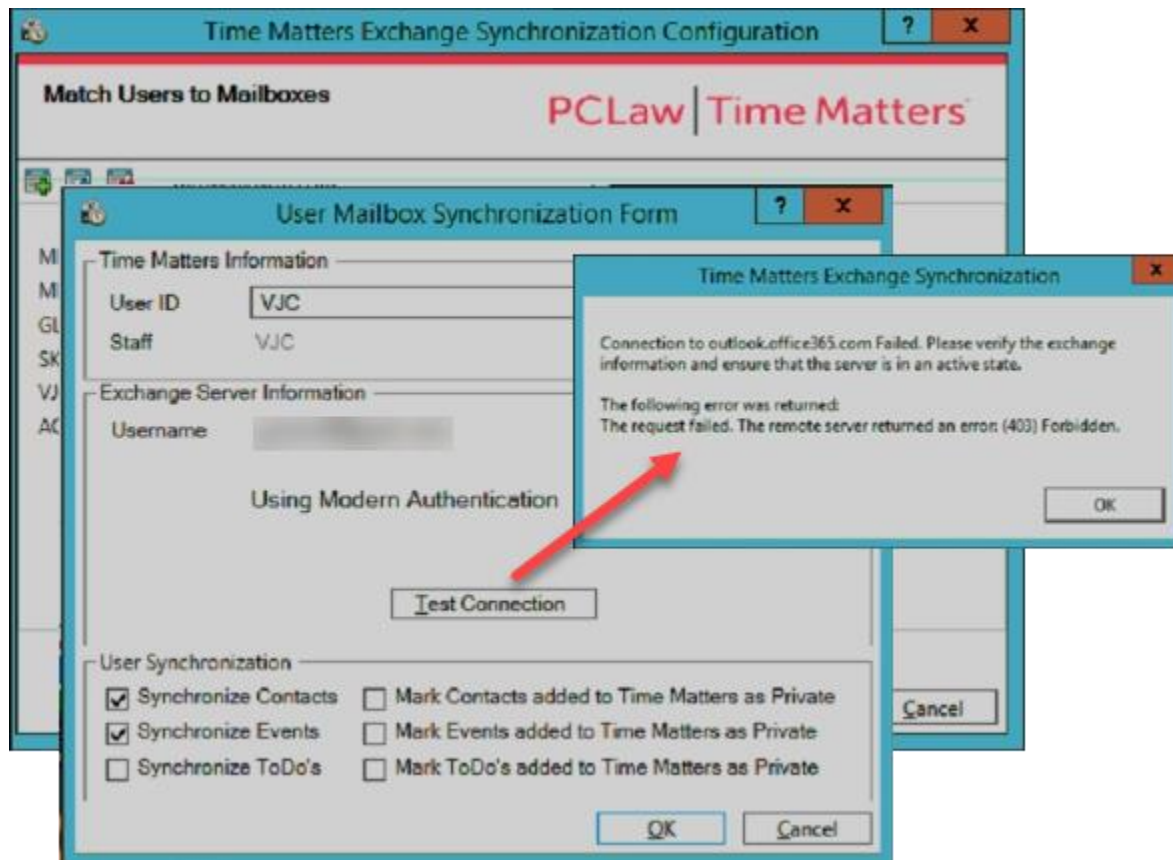 Time Matters Exchange Synchronization Configuration
? x
Match Users to Mailboxes
PCLaw | Time Matters
User Mailbox Synchronization Form
? x
M
M
GL
SK
VJ
AC
Time Matters Information
User ID VJC
Staff VJC
Exchange Server Information
Username
Using Modern Authentication
Test Connection
User Synchronization
Synchronize Contacts Mark Contacts added to Time Matters as Private
Synchronize Events Mark Events added to Time Matters as Private
Synchronize ToDo's Mark ToDo's added to Time Matters as Private
OK Cancel
Cancel
Time Matters Exchange Synchronization
x
Connection to outlook.office365.com Failed. Please verify the exchange
information and ensure that the server is in an active state.
The following error was returned:
The request failed. The remote server returned an error: (403) Forbidden.
OK